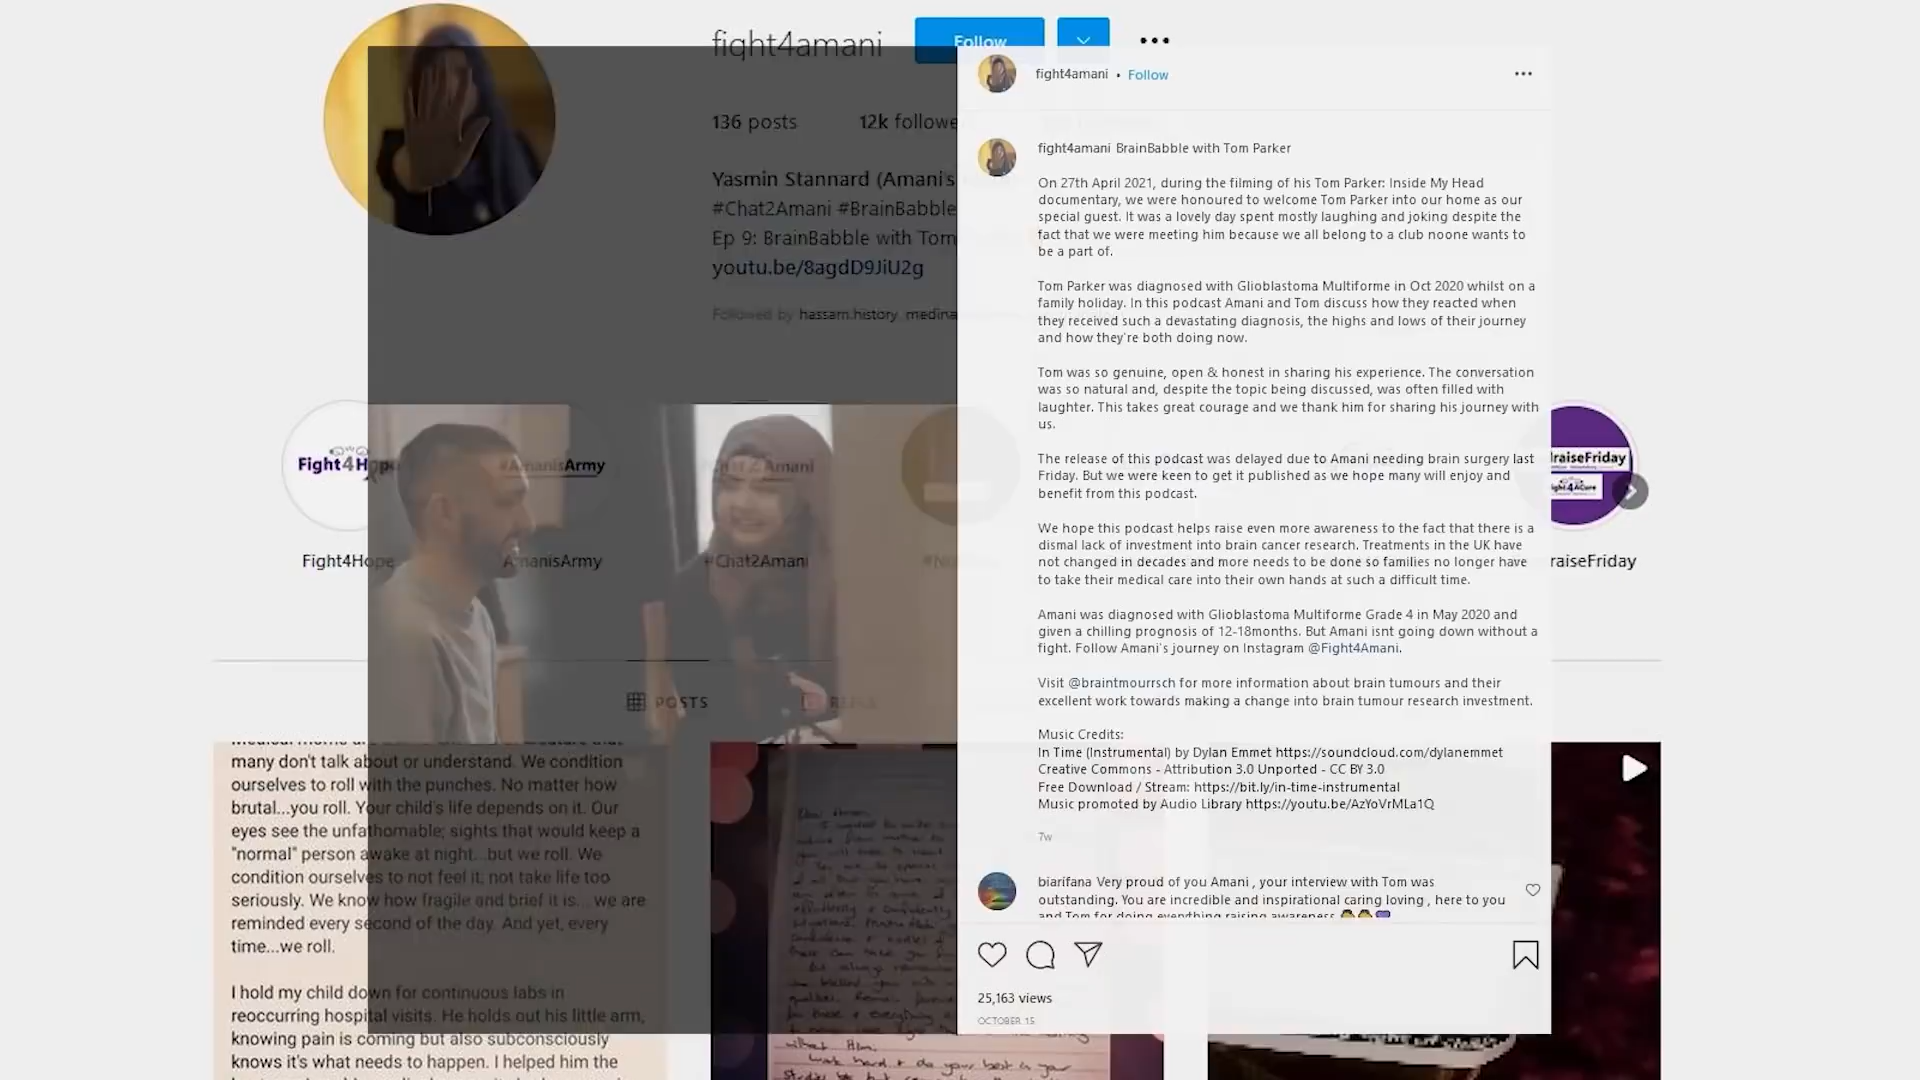 fight4amani
Follow
136 posts
12k followe
Yasmin Stannard (Amani's
#Chat2Amani #BrainBabble
Ep 9: BrainBabble with Tom
youtu.be/8agdD9JiU2g
Followed by hassam.history, medina
Fight4Hope
#AmanisArmy
Chat2Amani
Fight4Hope
AmanisArmy
#Chat2Amani
raiseFriday
ight4ACure
raiseFriday
POSTS
REELS
many don't talk about or understand. We condition
ourselves to roll with the punches. No matter how
brutal...you roll. Your child's life depends on it. Our
eyes see the unfathomable; sights that would keep a
"normal" person awake at night...but we roll. We
condition ourselves to not feel it, not take life too
seriously. We know how fragile and brief it is... we are
reminded every second of the day. And yet, every
time...we roll.
I hold my child down for continuous labs in
reoccurring hospital visits. He holds out his little arm,
knowing pain is coming but also subconsciously
knows it's what needs to happen. I helped him the
without Him.
Work hard & do your best in your
fight4amani • Follow
fight4amani BrainBabble with Tom Parker
On 27th April 2021, during the filming of his Tom Parker: Inside My Head
documentary, we were honoured to welcome Tom Parker into our home as our
special guest. It was a lovely day spent mostly laughing and joking despite the
fact that we were meeting him because we all belong to a club noone wants to
be a part of.
Tom Parker was diagnosed with Glioblastoma Multiforme in Oct 2020 whilst on a
family holiday. In this podcast Amani and Tom discuss how they reacted when
they received such a devastating diagnosis, the highs and lows of their journey
and how they're both doing now.
Tom was so genuine, open & honest in sharing his experience. The conversation
was so natural and, despite the topic being discussed, was often filled with
laughter. This takes great courage and we thank him for sharing his journey with
us.
The release of this podcast was delayed due to Amani needing brain surgery last
Friday. But we were keen to get it published as we hope many will enjoy and
benefit from this podcast.
We hope this podcast helps raise even more awareness to the fact that there is a
dismal lack of investment into brain cancer research. Treatments in the UK have
not changed in decades and more needs to be done so families no longer have
to take their medical care into their own hands at such a difficult time.
Amani was diagnosed with Glioblastoma Multiforme Grade 4 in May 2020 and
given a chilling prognosis of 12-18months. But Amani isnt going down without a
fight. Follow Amani's journey on Instagram @Fight4Amani.
Visit @braintmourrsch for more information about brain tumours and their
excellent work towards making a change into brain tumour research investment.
Music Credits:
In Time (Instrumental) by Dylan Emmet https://soundcloud.com/dylanemmet
Creative Commons - Attribution 3.0 Unported - CC BY 3.0
Free Download / Stream: https://bit.ly/in-time-instrumental
Music promoted by Audio Library https://youtu.be/AzYoVrMLa1Q
7w
biarifana Very proud of you Amani , your interview with Tom was
outstanding. You are incredible and inspirational caring loving , here to you
and Tom for doing everything raising awareness
25,163 views
OCTOBER 15